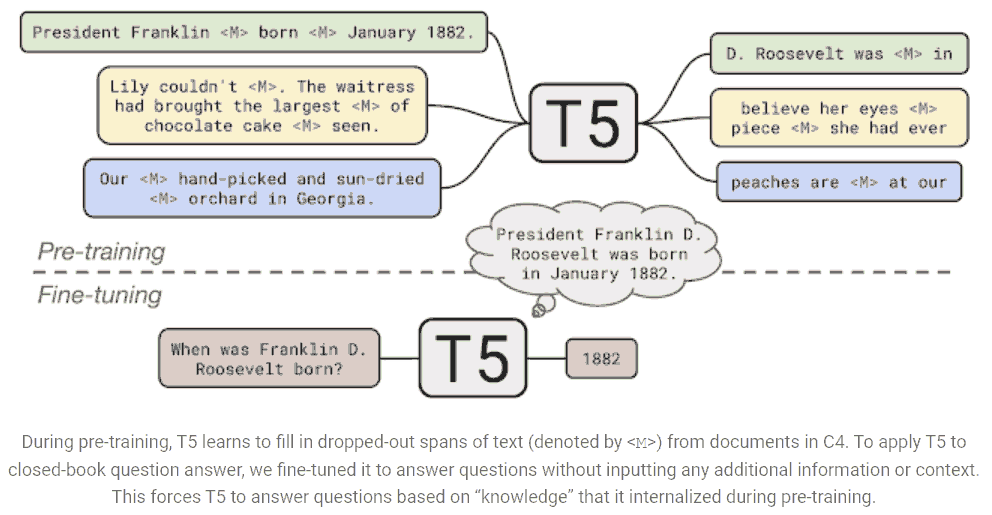 President Franklin <M> born <M> January 1882.
Lily couldn't <M>. The waitress
had brought the largest <M> of
chocolate cake <M> seen.
Our <M> hand-picked and sun-dried
<M> orchard in Georgia.
T5
D. Roosevelt was <M> in
believe her eyes <M>
piece <M> she had ever
peaches are <M> at our
Pre-training
President Franklin D.
Roosevelt was born
in January 1882.
Fine-tuning
When was Franklin D.
Roosevelt born?
T5
1882
During pre-training, T5 learns to fill in dropped-out spans of text (denoted by <M>) from documents in C4. To apply T5 to
closed-book question answer, we fine-tuned it to answer questions without inputting any additional information or context.
This forces T5 to answer questions based on “knowledge” that it internalized during pre-training.